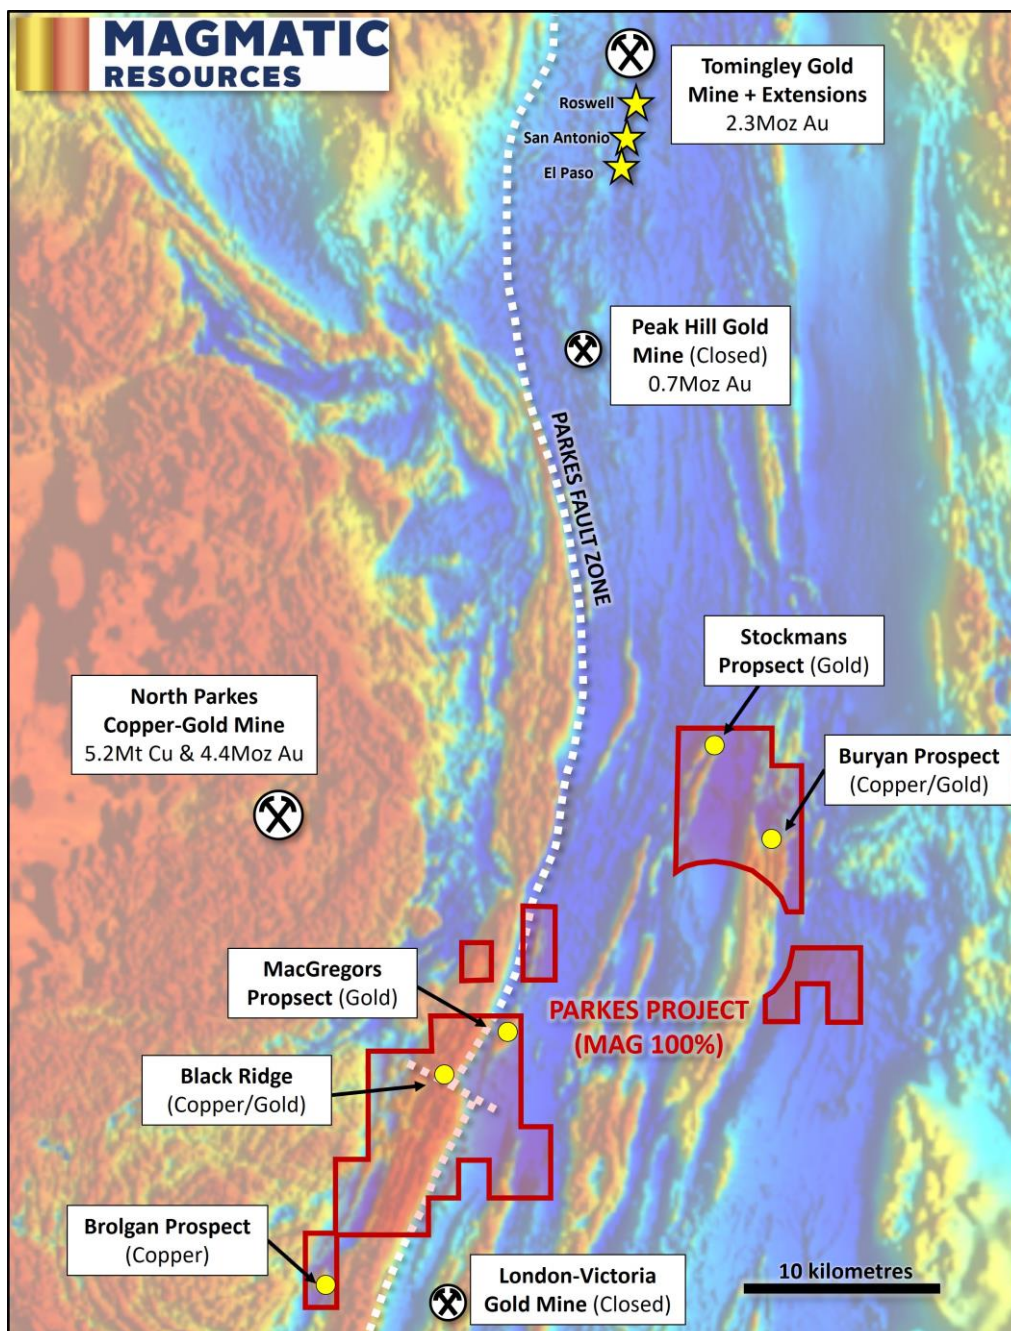 MAGMATIC
RESOURCES
Tomingley Gold
Mine + Extensions
2.3Moz Au
Roswell
San Antonio
El Paso
Peak Hill Gold
Mine (Closed)
0.7Moz Au
PARKES FAULT ZONE
Stockmans
Propsect (Gold)
North Parkes
Copper-Gold Mine
5.2Mt Cu & 4.4Moz Au
Buryan Prospect
(Copper/Gold)
MacGregors
Propsect (Gold)
PARKES PROJECT
(MAG 100%)
Black Ridge
(Copper/Gold)
Brolgan Prospect
(Copper)
London-Victoria
Gold Mine (Closed)
10 kilometres